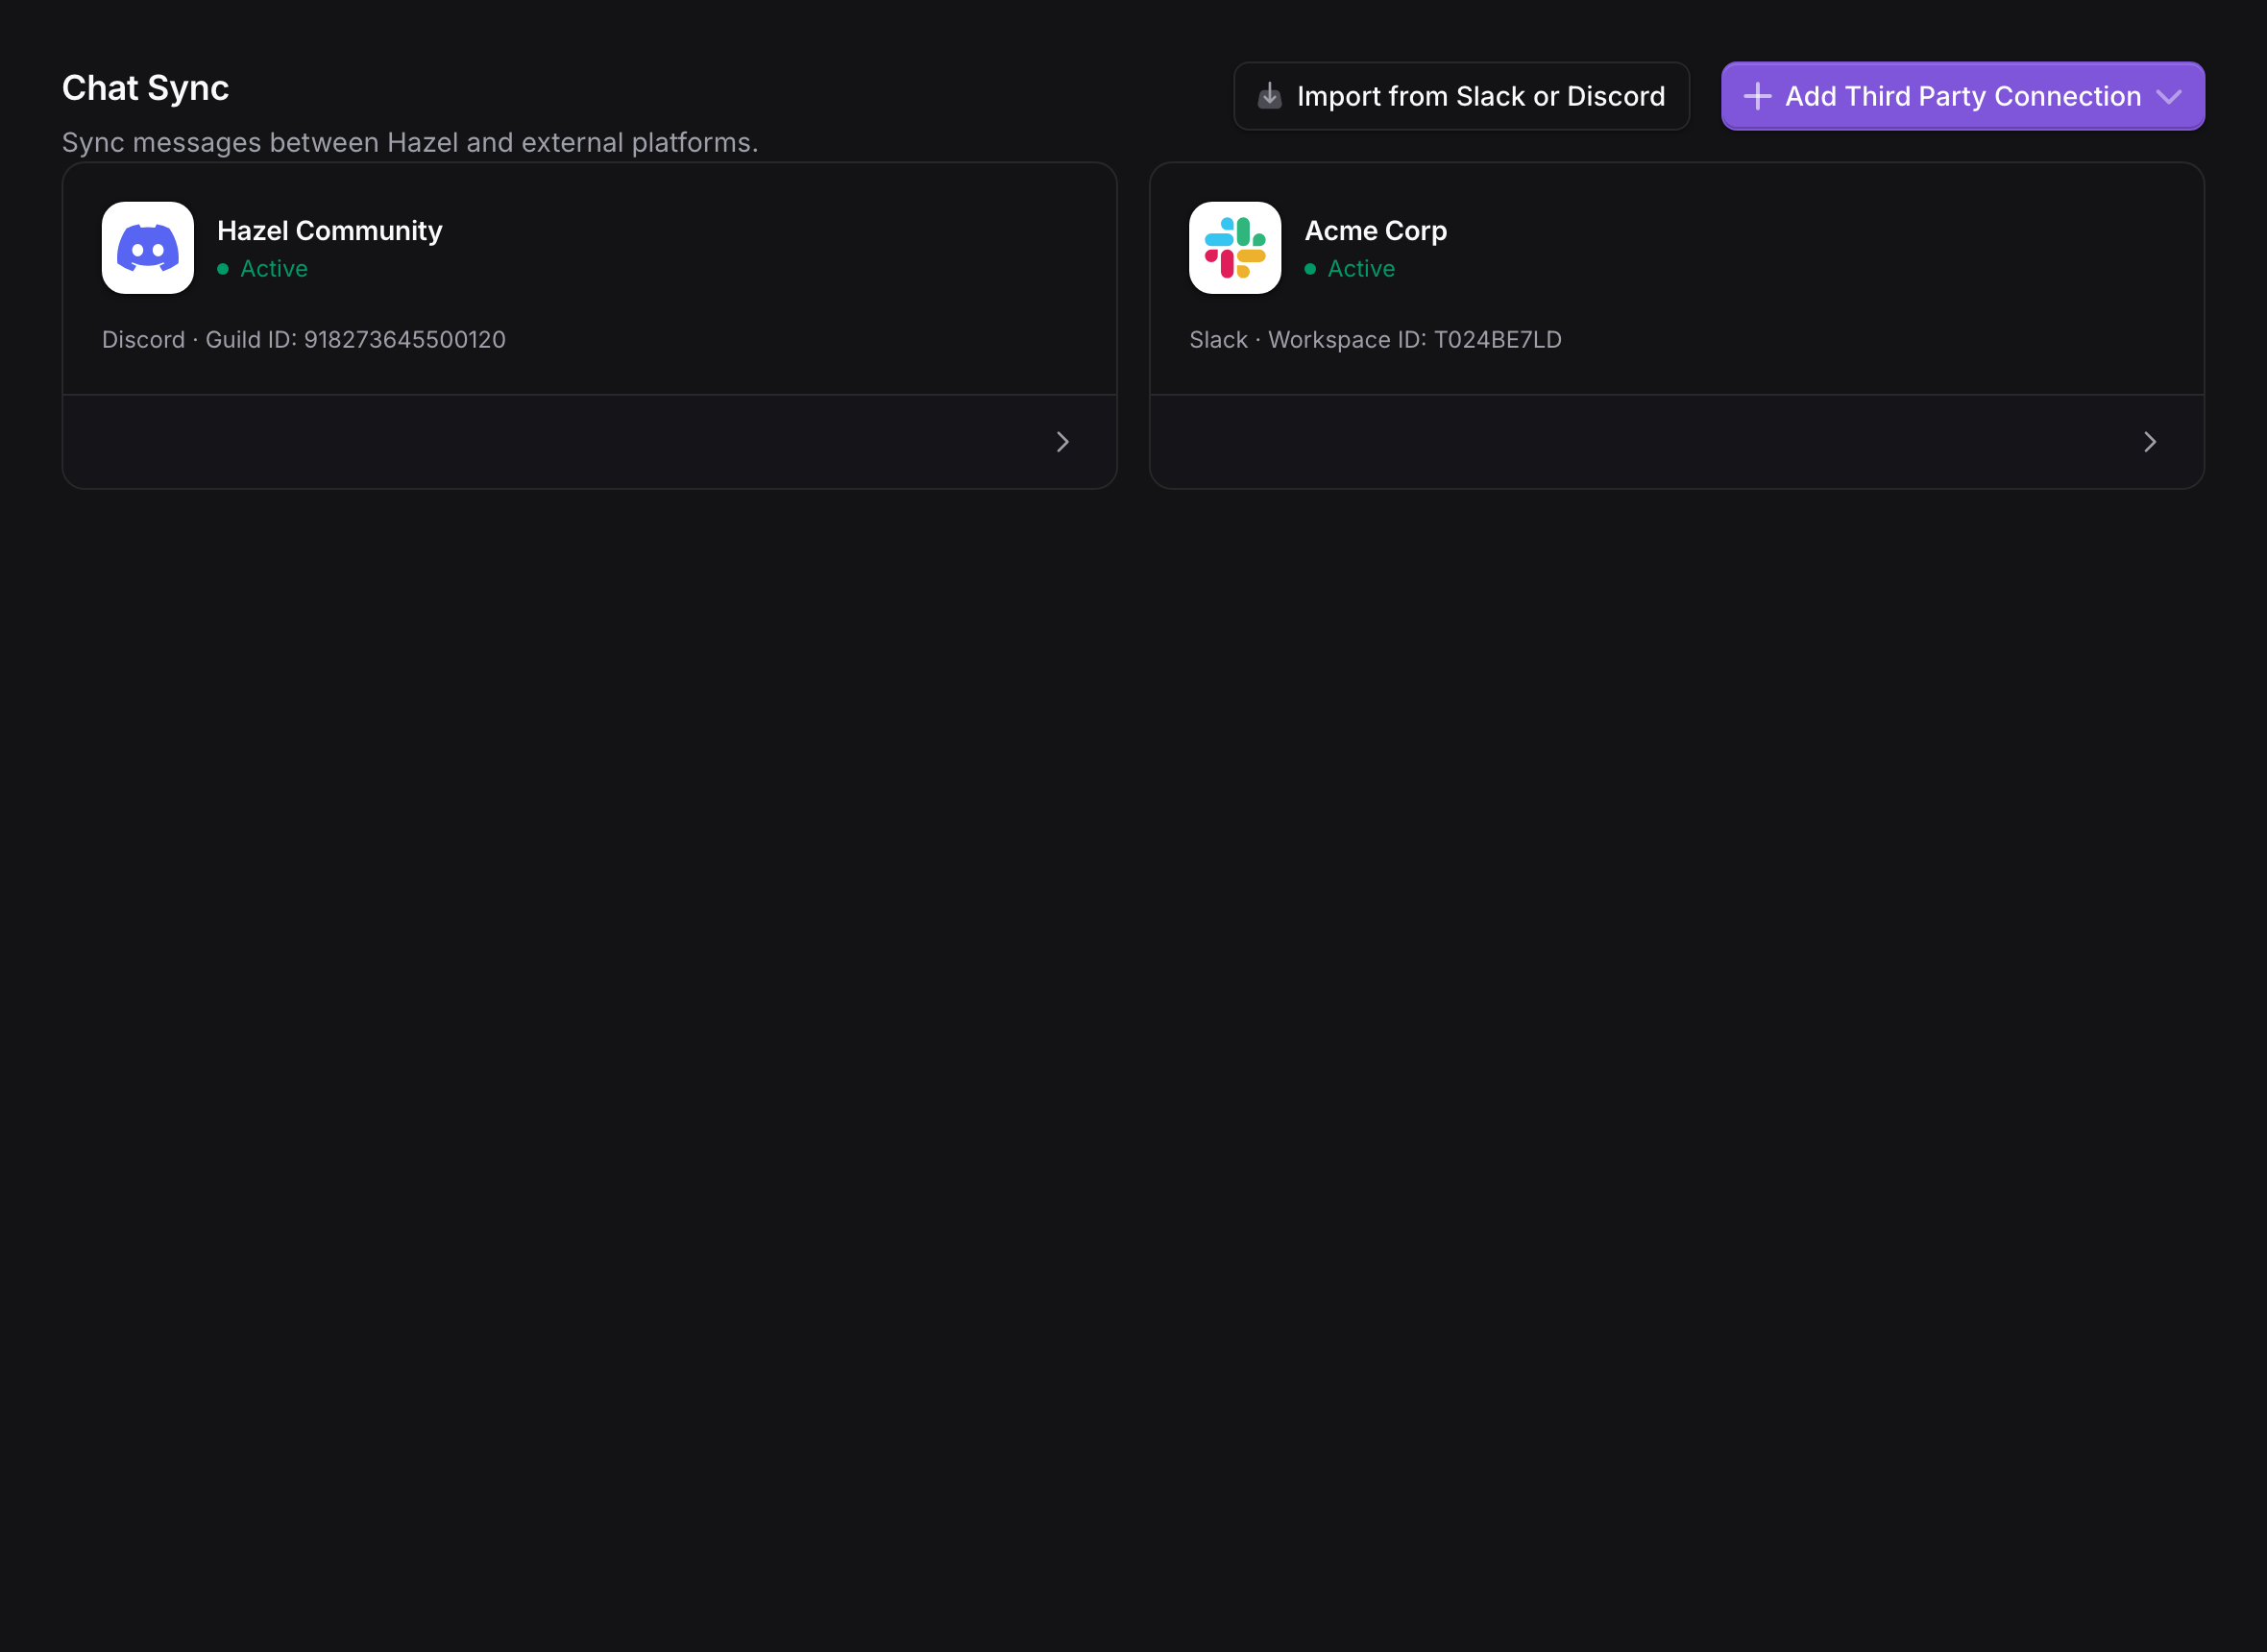 Chat Sync
Sync messages between Hazel and external platforms.
Import from Slack or Discord
Add Third Party Connection
Hazel Community
Active
Discord · Guild ID: 918273645500120
Acme Corp
Active
Slack · Workspace ID: T024BE7LD